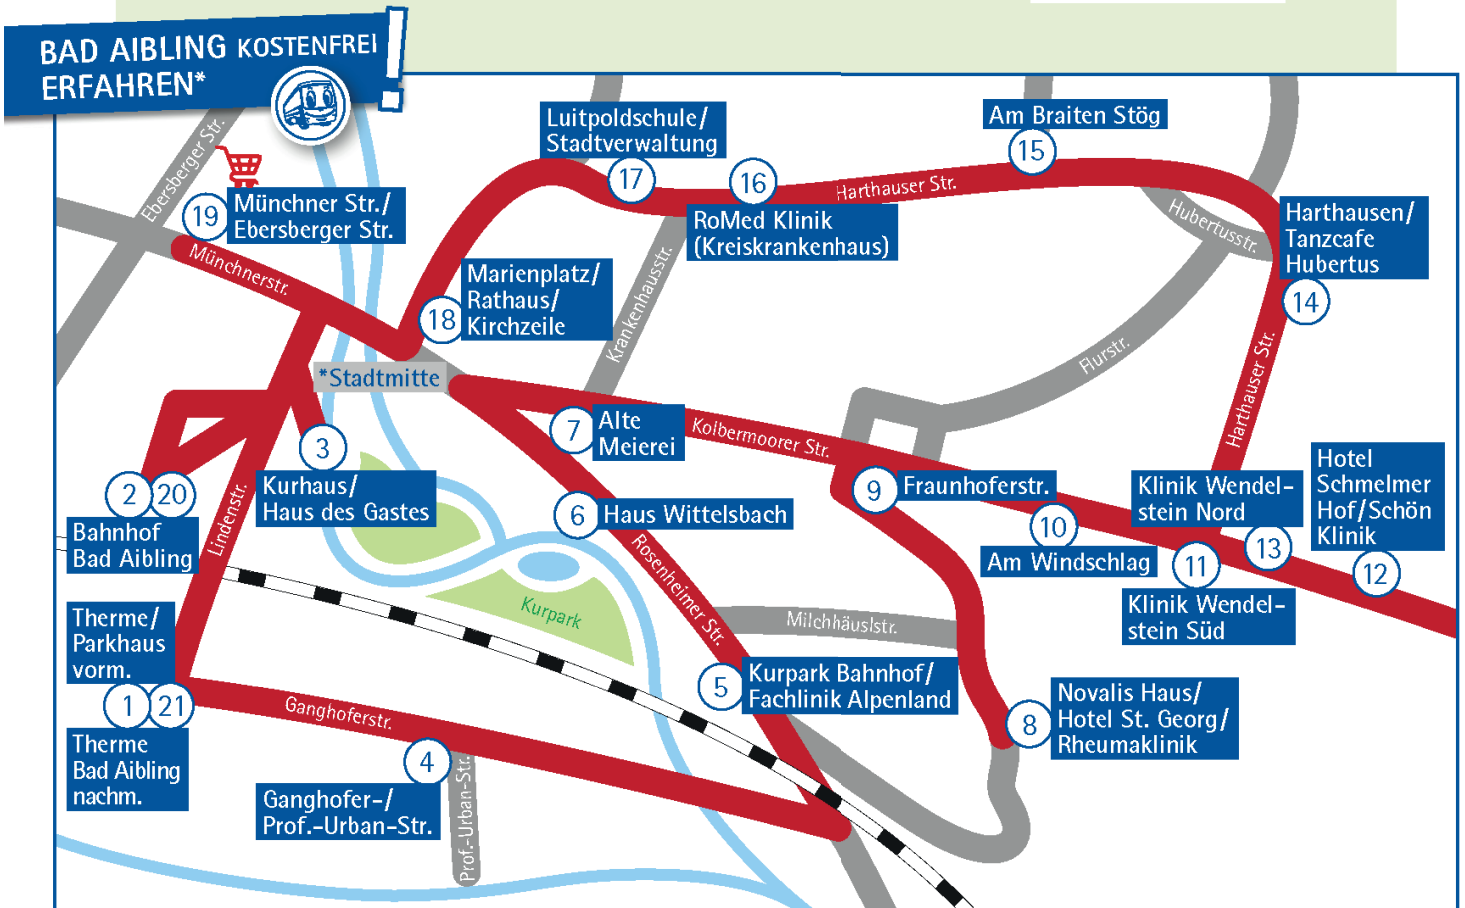 BAD AIBLING KOSTENFREI
ERFAHREN*
!
Ebersberger Str.
19
Münchner Str./
Ebersberger Str.
Münchnerstr.
Luitpoldschule/
Stadtverwaltung
17
16
RoMed Klinik
(Kreiskrankenhaus)
Harthauser Str.
Am Braiten Stög
15
Hubertusstr.
Harthausen/
Tanzcafe
Hubertus
14
Marienplatz/
Rathaus/
Kirchzeile
18
Krankenhausstr.
Flurstr.
Harthauser Str.
*Stadtmitte
3
Kurhaus/
Haus des Gastes
7
Alte
Meierei
Kolbermoorer Str.
2
20
Bahnhof
Bad Aibling
Lindenstr.
6
Haus Wittelsbach
9
Fraunhoferstr.
10
Am Windschlag
Klinik Wendel-
stein Nord
13
11
Klinik Wendel-
stein Süd
Hotel
Schmelmer
Hof/Schön
Klinik
12
Rosenheimer Str.
Kurpark
Milchhäuslstr.
Therme/
Parkhaus
vorm.
1
21
Therme
Bad Aibling
nachm.
Ganghoferstr.
4
Ganghofer-/
Prof.-Urban-Str.
Prof.-Urban-Str.
5
Kurpark Bahnhof/
Fachlinik Alpenland
8
Novalis Haus/
Hotel St. Georg/
Rheumaklinik